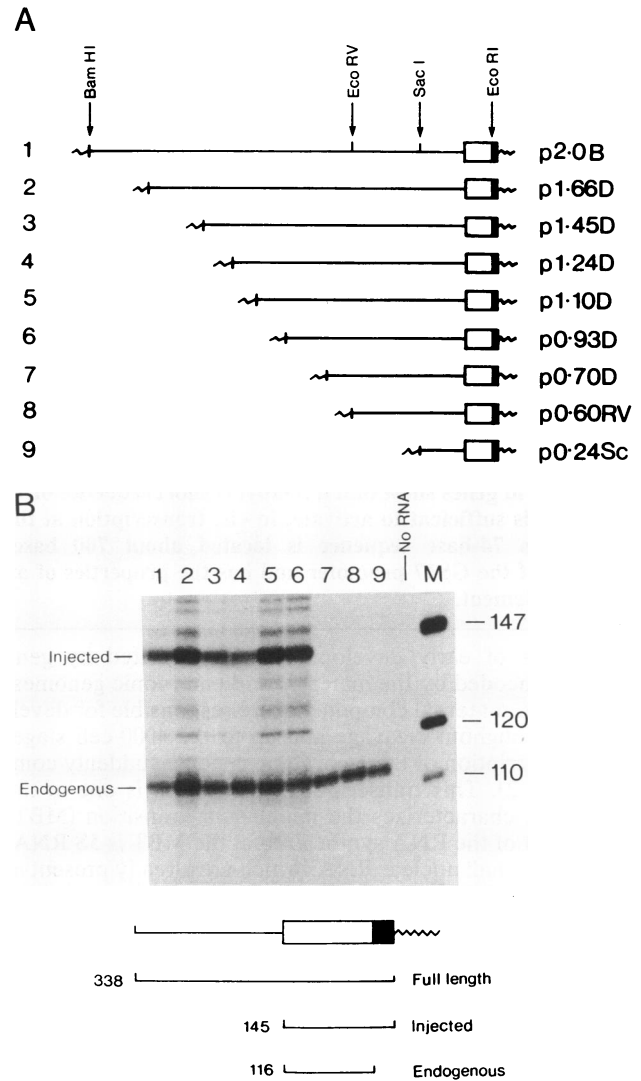 A
Bam HI
Eco RV
Sac I
Eco RI
1 p2·0B
2 p1·66D
3 p1·45D
4 p1·24D
5 p1·10D
6 p0·93D
7 p0·70D
8 p0·60RV
9 p0·24Sc
B
No RNA
1 2 3 4 5 6 7 8 9 M
147
Injected
120
110
Endogenous
338 Full length
145 Injected
116 Endogenous